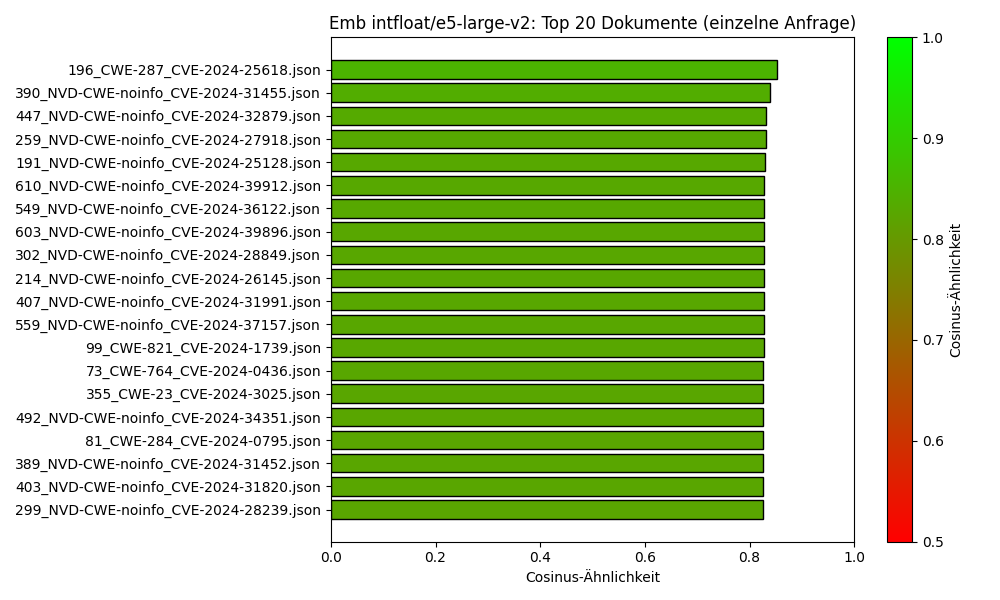 Emb intfloat/e5-large-v2: Top 20 Dokumente (einzelne Anfrage)
196_CWE-287_CVE-2024-25618.json
390_NVD-CWE-noinfo_CVE-2024-31455.json
447_NVD-CWE-noinfo_CVE-2024-32879.json
259_NVD-CWE-noinfo_CVE-2024-27918.json
191_NVD-CWE-noinfo_CVE-2024-25128.json
610_NVD-CWE-noinfo_CVE-2024-39912.json
549_NVD-CWE-noinfo_CVE-2024-36122.json
603_NVD-CWE-noinfo_CVE-2024-39896.json
302_NVD-CWE-noinfo_CVE-2024-28849.json
214_NVD-CWE-noinfo_CVE-2024-26145.json
407_NVD-CWE-noinfo_CVE-2024-31991.json
559_NVD-CWE-noinfo_CVE-2024-37157.json
99_CWE-821_CVE-2024-1739.json
73_CWE-764_CVE-2024-0436.json
355_CWE-23_CVE-2024-3025.json
492_NVD-CWE-noinfo_CVE-2024-34351.json
81_CWE-284_CVE-2024-0795.json
389_NVD-CWE-noinfo_CVE-2024-31452.json
403_NVD-CWE-noinfo_CVE-2024-31820.json
299_NVD-CWE-noinfo_CVE-2024-28239.json
0.0 0.2 0.4 0.6 0.8 1.0
Cosinus-Ähnlichkeit
1.0
0.9
0.8
0.7
0.6
0.5
Cosinus-Ähnlichkeit